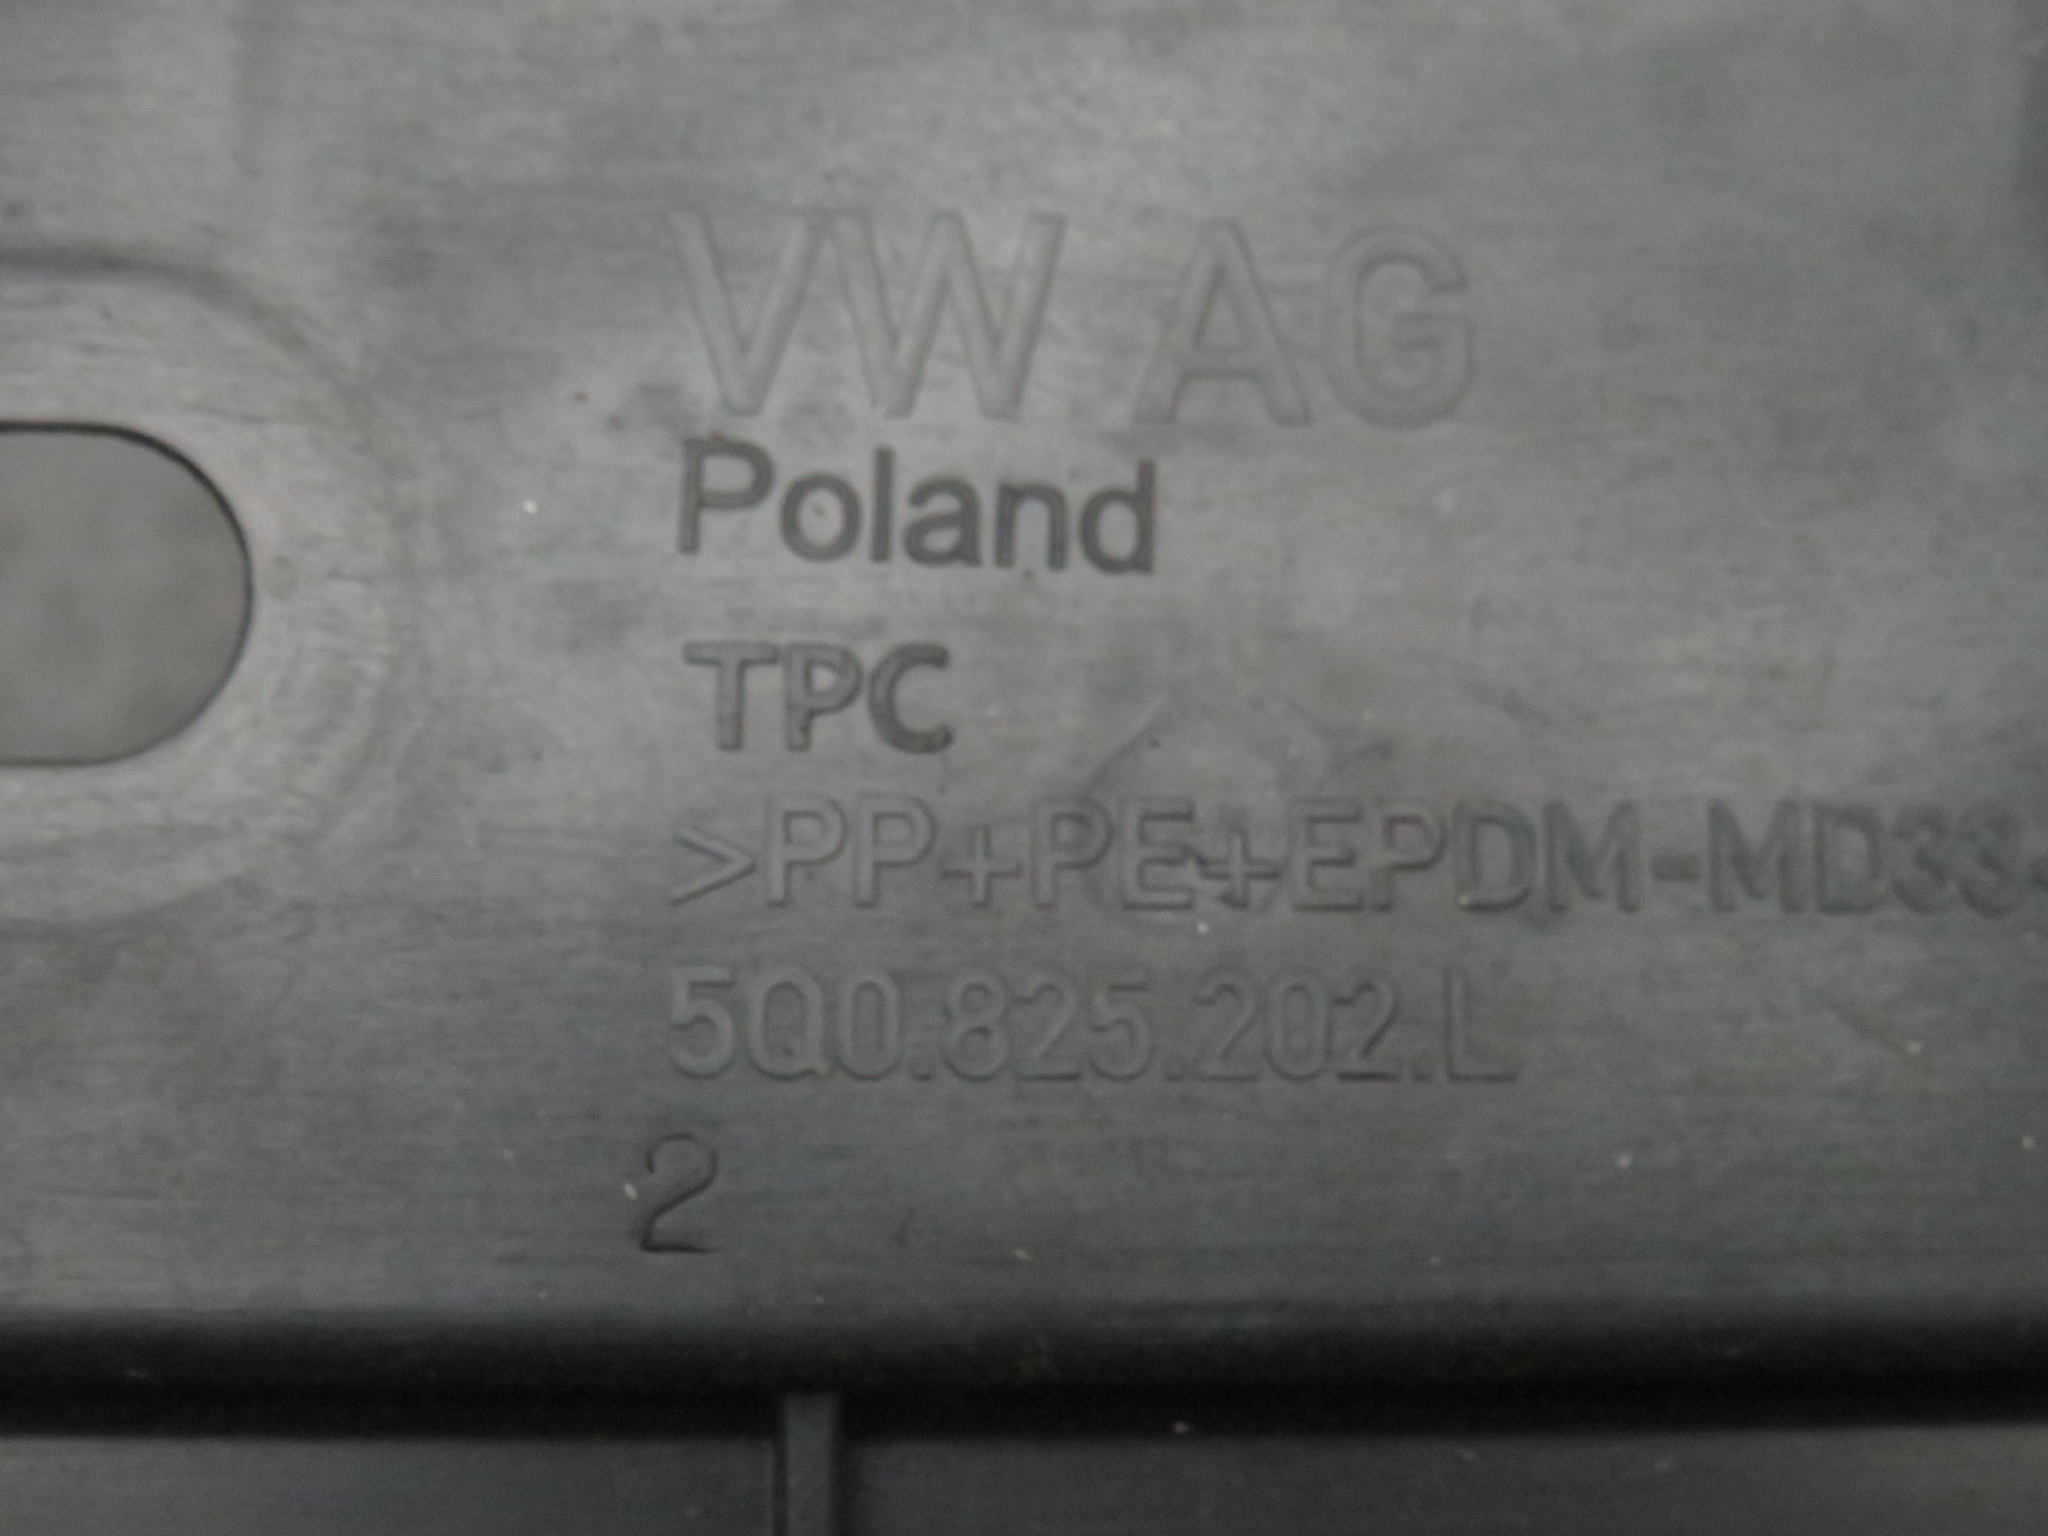 VW AG
Poland
TPC
>PP+PE+EPDM-MD33<
5Q0.825.202.L
2